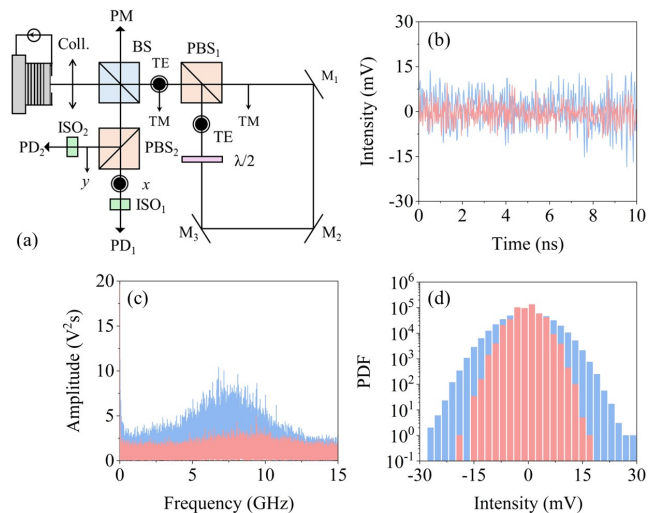 PM
Coll.
BS
TE
PBS₁
M₁
TM
TM
ISO₂
TE
PD₂
PBS₂
λ/2
y
x
ISO₁
(a)
M₃
M₂
PD₁
(b)
Intensity (mV)
30
15
0
-15
-30
0 2 4 6 8 10
Time (ns)
(c)
Amplitude (V²s)
20
15
10
5
0
0 5 10 15
Frequency (GHz)
(d)
PDF
10⁶
10⁵
10⁴
10³
10²
10¹
10⁰
10⁻¹
-30 -15 0 15 30
Intensity (mV)